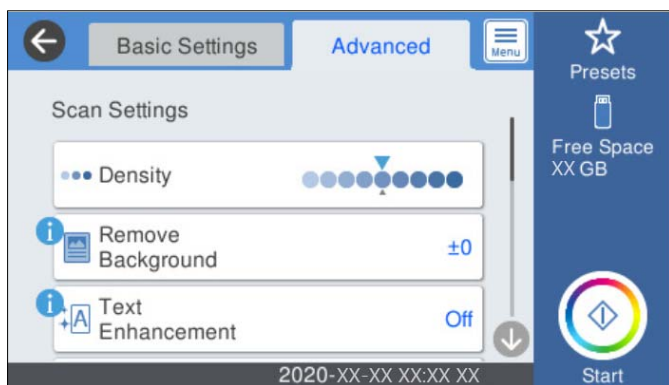 Basic Settings
Advanced
Menu
Presets
Scan Settings
Free Space
XX GB
Density
Remove
Background
±0
Text
Enhancement
Off
A
2020-XX-XX XX:XX XX
Start